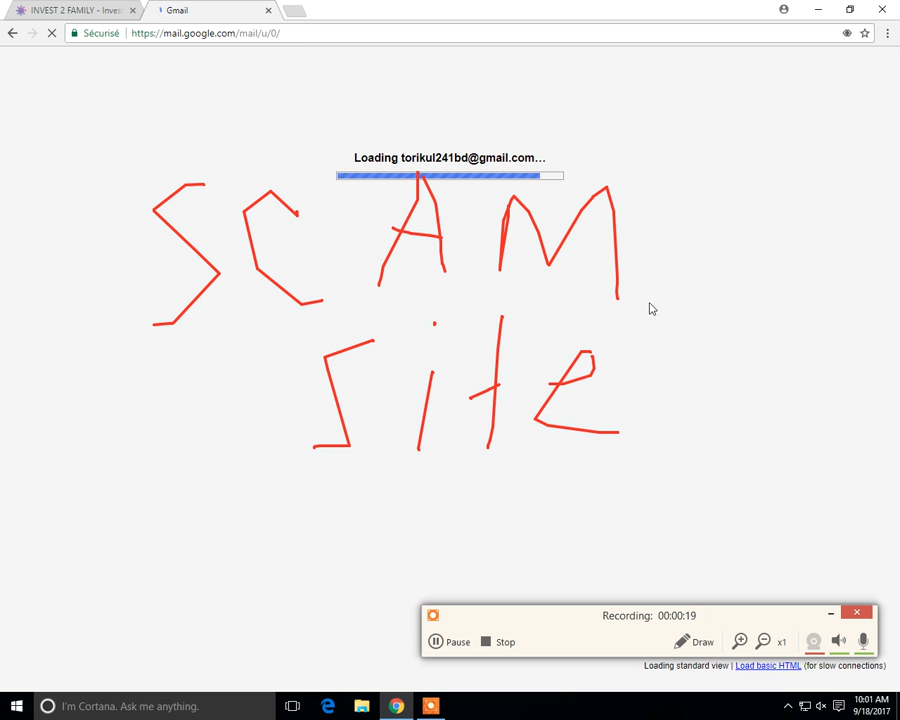 INVEST 2 FAMILY - Inves
Gmail
Sécurisé
https://mail.google.com/mail/u/0/
Loading torikul241bd@gmail.com...
SCAM
Site
Recording: 00:00:19
Pause
Stop
Draw
x1
Loading standard view | Load basic HTML (for slow connections)
I'm Cortana. Ask me anything.
10:01 AM
9/18/2017